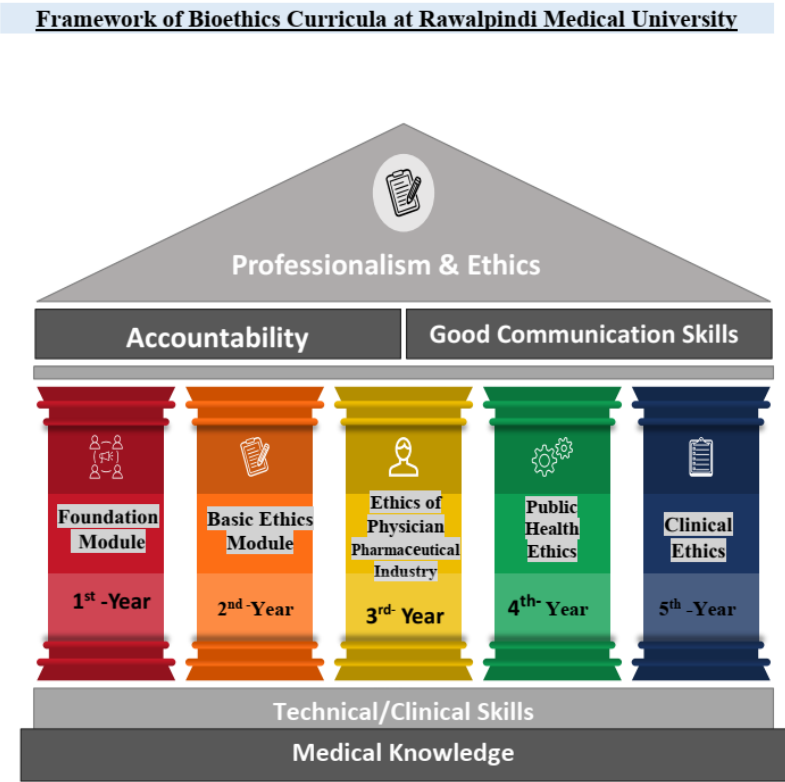 Framework of Bioethics Curricula at Rawalpindi Medical University
Professionalism & Ethics
Accountability
Good Communication Skills
Foundation
Module
1st -Year
Basic Ethics
Module
2nd -Year
Ethics of
Physician
Pharmaceutical
Industry
3rd- Year
Public
Health
Ethics
4th- Year
Clinical
Ethics
5th -Year
Technical/Clinical Skills
Medical Knowledge